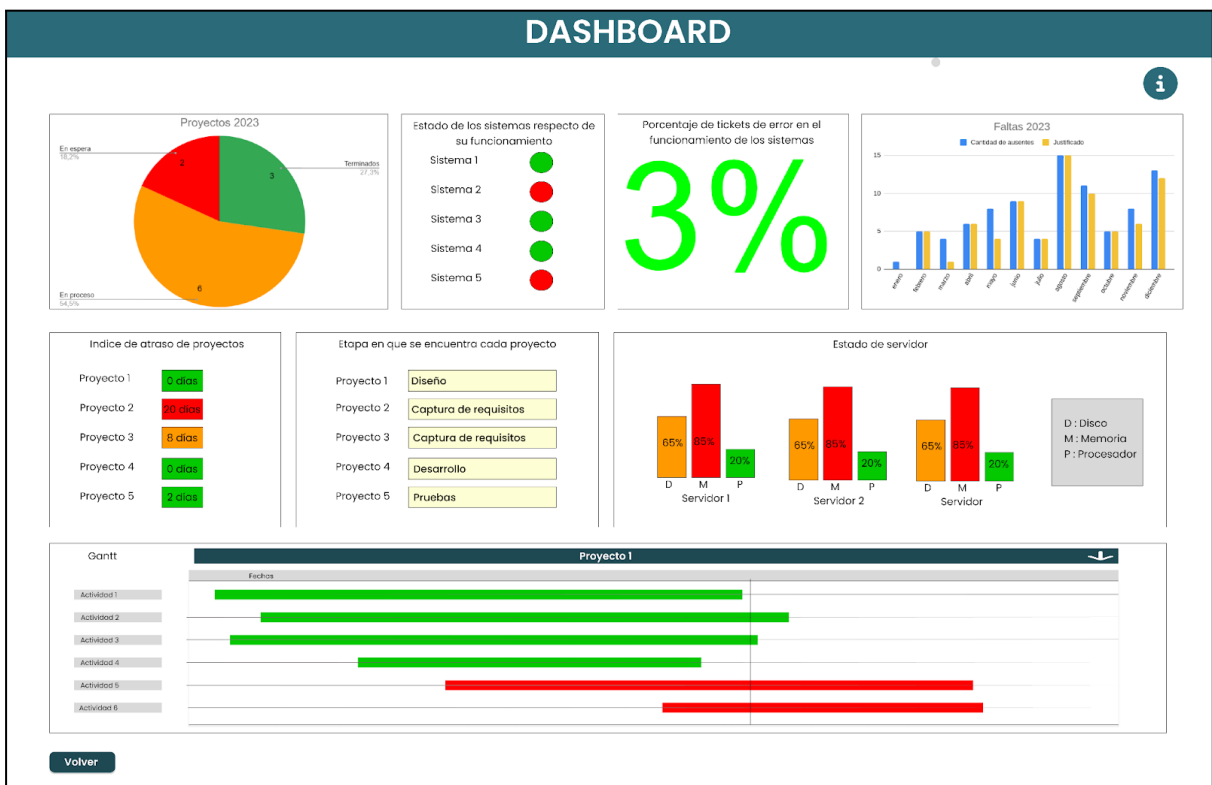 DASHBOARD
Proyectos 2023
En espera
18,2%
2
3
Terminados
27,3%
6
En proceso
54,5%
Estado de los sistemas respecto de
su funcionamiento
Sistema 1
Sistema 2
Sistema 3
Sistema 4
Sistema 5
Porcentaje de tickets de error en el
funcionamiento de los sistemas
3%
Faltas 2023
Cantidad de ausentes
Justificado
15
10
5
0
enero
febrero
marzo
abril
mayo
junio
julio
agosto
septiembre
octubre
noviembre
diciembre
Indice de atraso de proyectos
Proyecto 1 0 dias
Proyecto 2 20 dias
Proyecto 3 8 dias
Proyecto 4 0 dias
Proyecto 5 2 dias
Etapa en que se encuentra cada proyecto
Proyecto 1 Diseño
Proyecto 2 Captura de requisitos
Proyecto 3 Captura de requisitos
Proyecto 4 Desarrollo
Proyecto 5 Pruebas
Estado de servidor
65% 85% 20%
D M P
Servidor 1
65% 85% 20%
D M P
Servidor 2
65% 85% 20%
D M P
Servidor
D : Disco
M : Memoria
P : Procesador
Gantt
Proyecto 1
Fechas
Actividad 1
Actividad 2
Actividad 3
Actividad 4
Actividad 5
Actividad 6
Volver